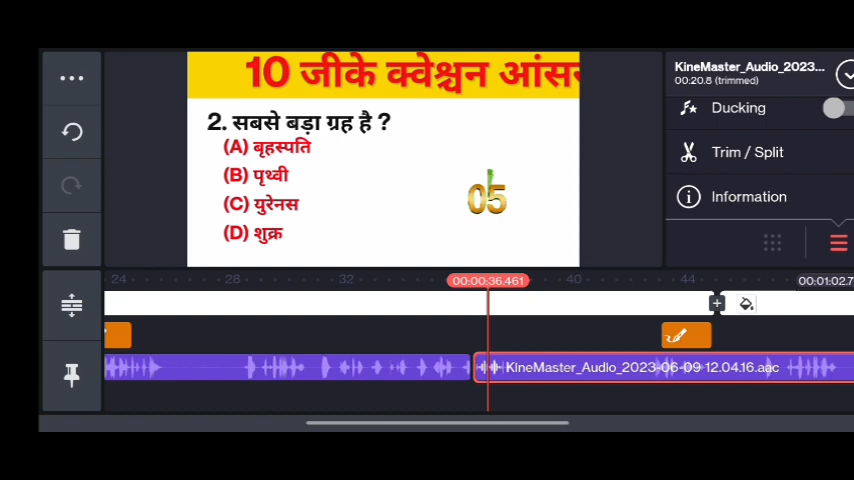 10 जीके क्वेश्चन आंसर
2. सबसे बड़ा ग्रह है ?
(A) बृहस्पति
(B) पृथ्वी
(C) युरेनस
(D) शुक्र
05
KineMaster_Audio_2023...
00:20.8 (trimmed)
Ducking
Trim / Split
Information
24
28
32
00:00:36.461
40
44
00:01:02.7
KineMaster_Audio_2023-06-09 12.04.16.aac